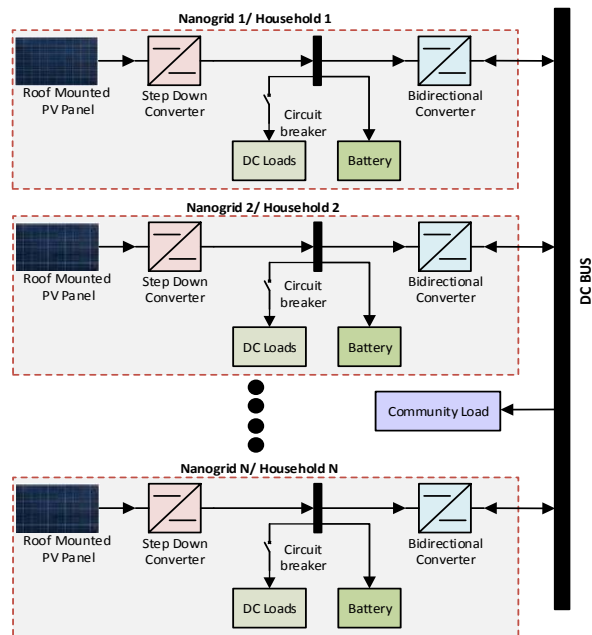 Nanogrid 1/ Household 1
Roof Mounted
PV Panel
Step Down
Converter
Circuit
breaker
Bidirectional
Converter
DC Loads
Battery
Nanogrid 2/ Household 2
Roof Mounted
PV Panel
Step Down
Converter
Circuit
breaker
Bidirectional
Converter
DC Loads
Battery
DC BUS
Community Load
Nanogrid N/ Household N
Roof Mounted
PV Panel
Step Down
Converter
Circuit
breaker
Bidirectional
Converter
DC Loads
Battery